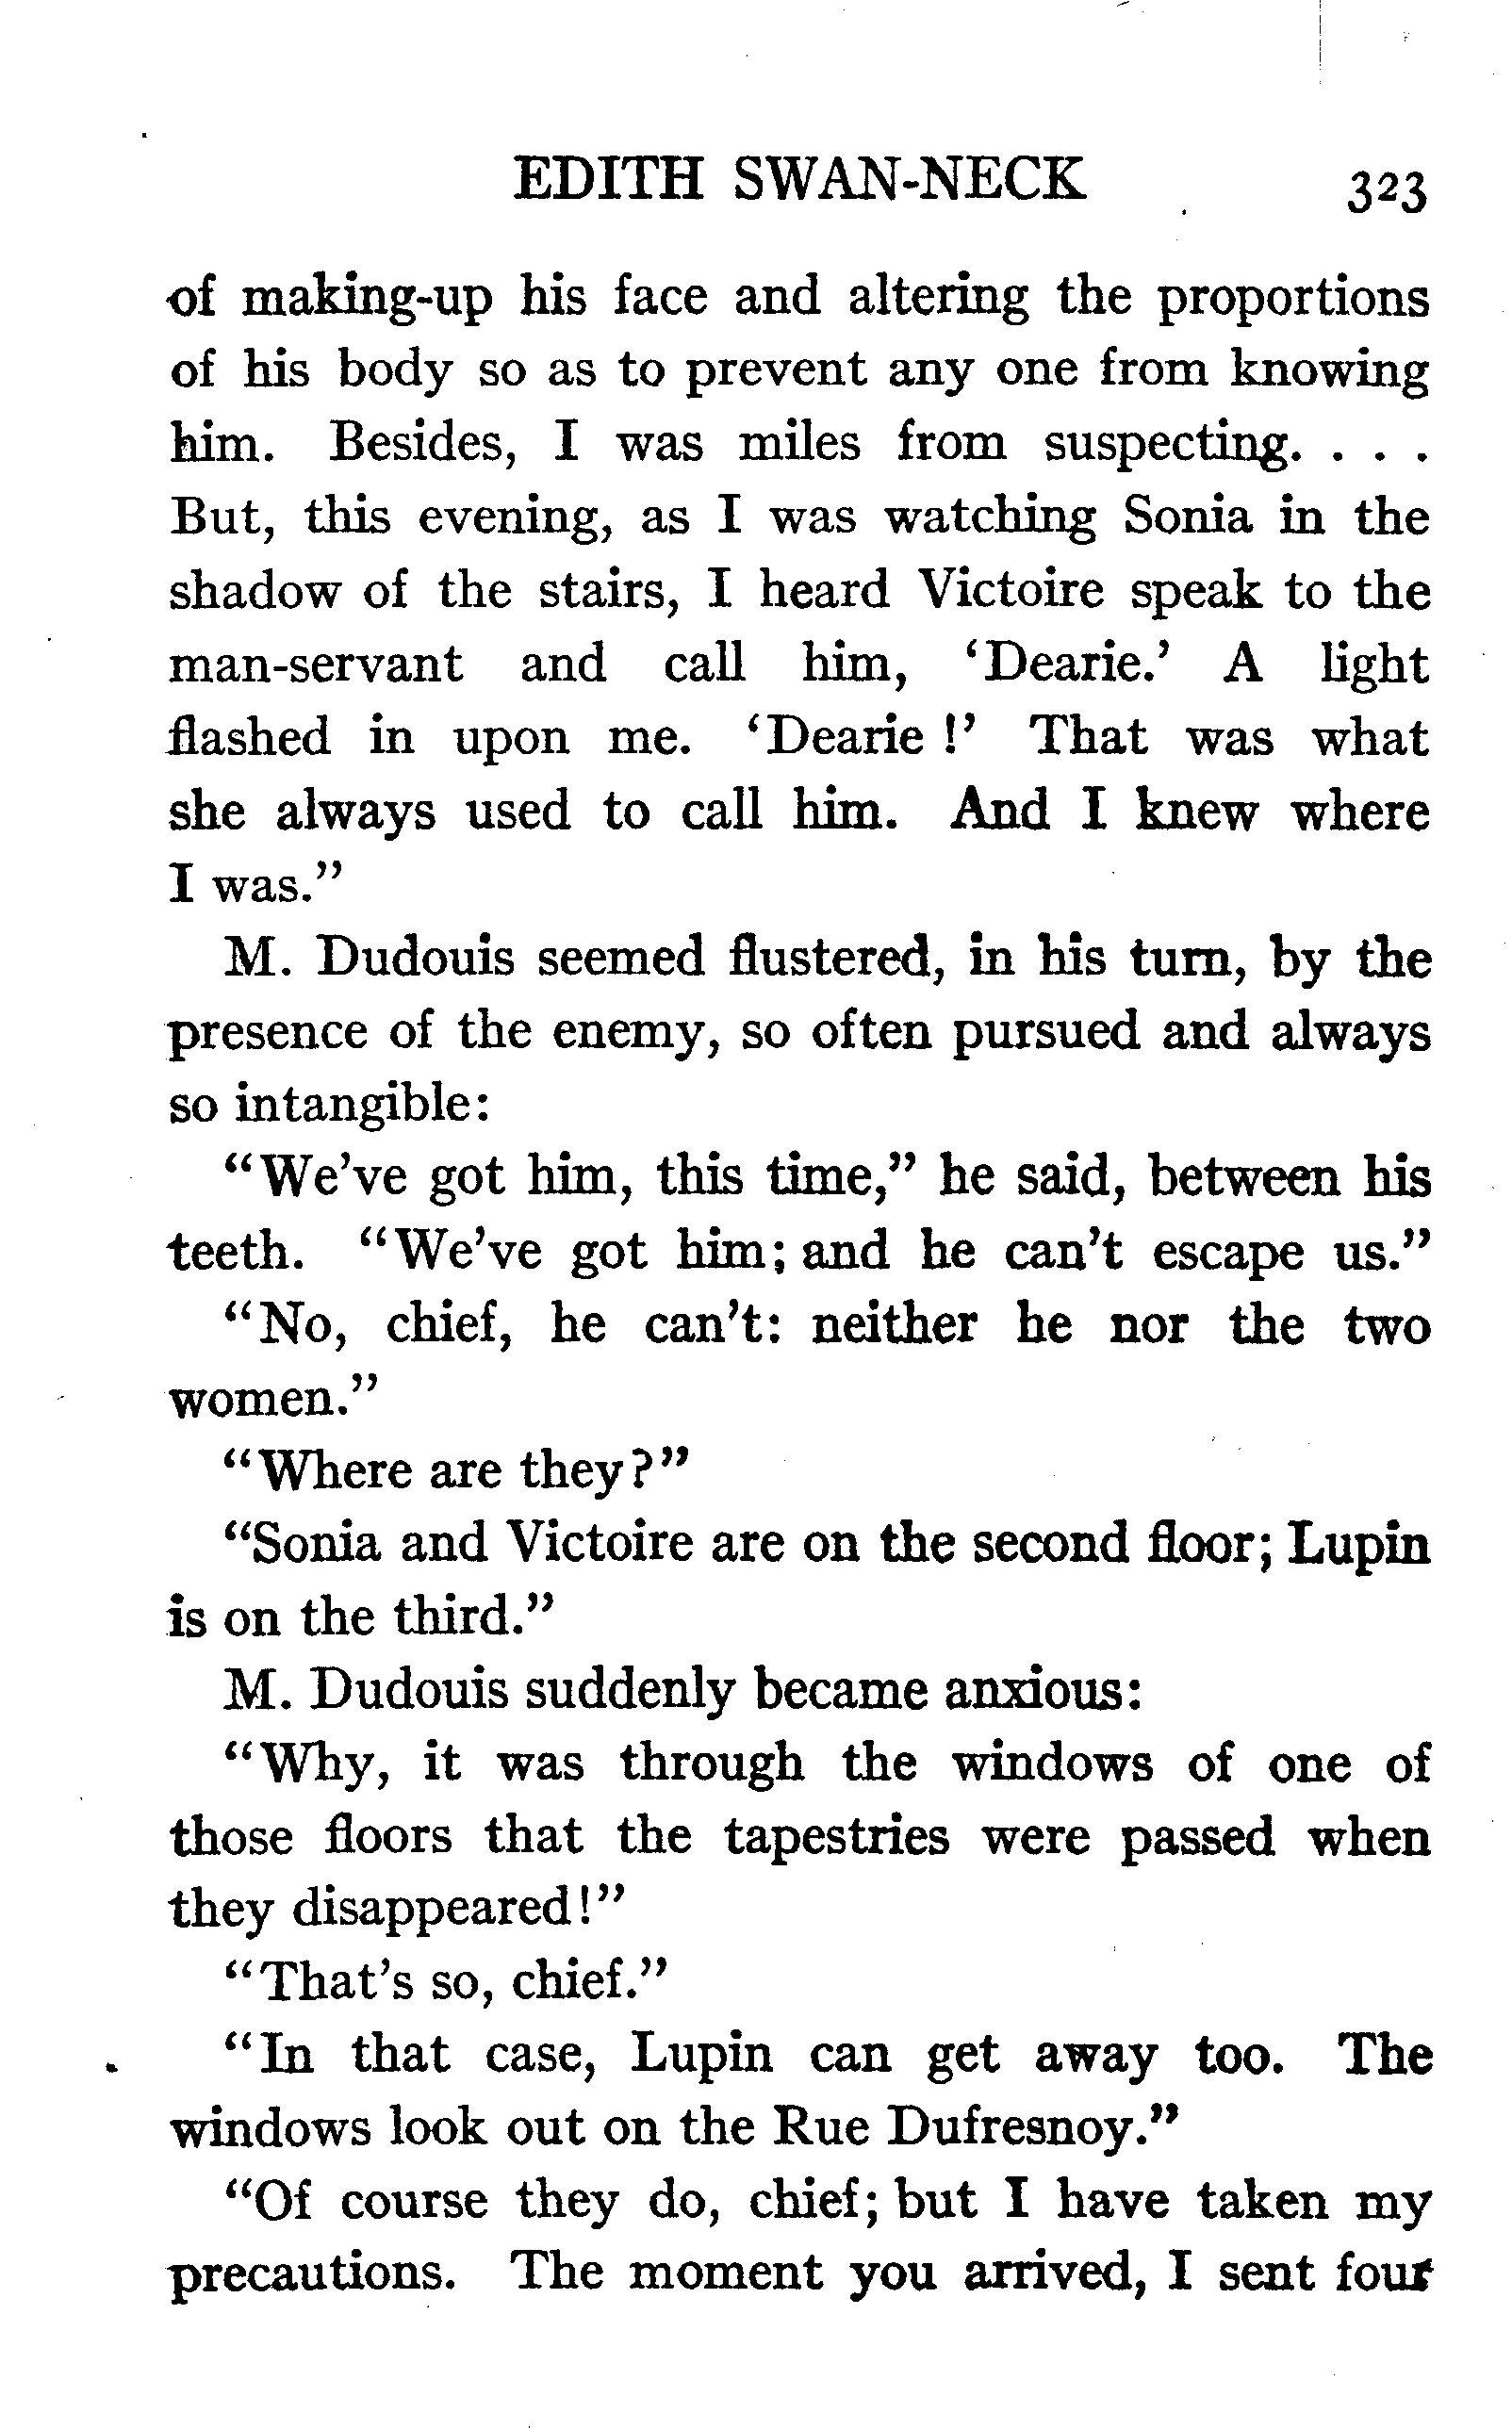 EDITH SWAN-NECK 323
of making-up his face and altering the proportions
of his body so as to prevent any one from knowing
him. Besides, I was miles from suspecting. . . .
But, this evening, as I was watching Sonia in the
shadow of the stairs, I heard Victoire speak to the
man-servant and call him, ‘Dearie.’ A light
flashed in upon me. ‘Dearie!’ That was what
she always used to call him. And I knew where
I was.”
M. Dudouis seemed flustered, in his turn, by the
presence of the enemy, so often pursued and always
so intangible:
“We’ve got him, this time,” he said, between his
teeth. “We’ve got him; and he can’t escape us.”
“No, chief, he can’t: neither he nor the two
women.”
“Where are they?”
“Sonia and Victoire are on the second floor; Lupin
is on the third.”
M. Dudouis suddenly became anxious:
“Why, it was through the windows of one of
those floors that the tapestries were passed when
they disappeared!”
“That’s so, chief.”
“In that case, Lupin can get away too. The
windows look out on the Rue Dufresnoy.”
“Of course they do, chief; but I have taken my
precautions. The moment you arrived, I sent four